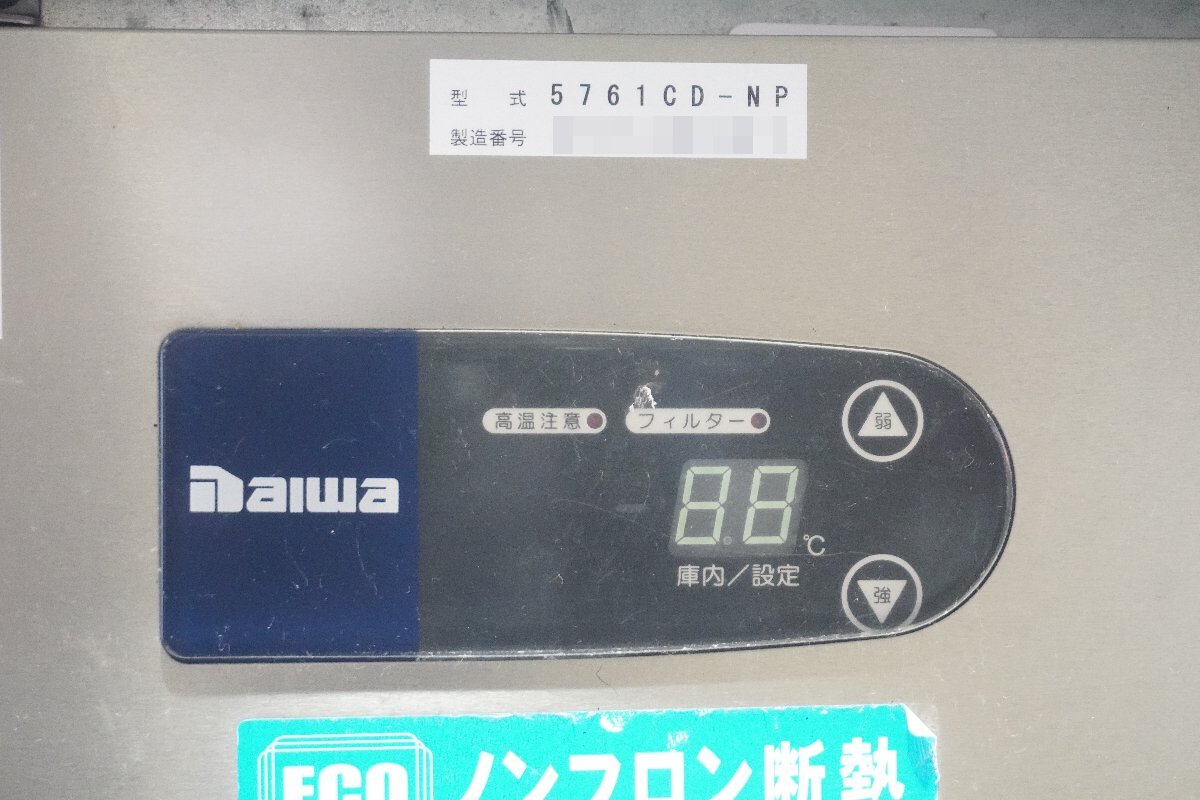 型 式 5761CD-NP
製造番号
高温注意 フィルター
弱
Daiwa
88
℃
庫内／設定
強
ECO ノンフロン断熱